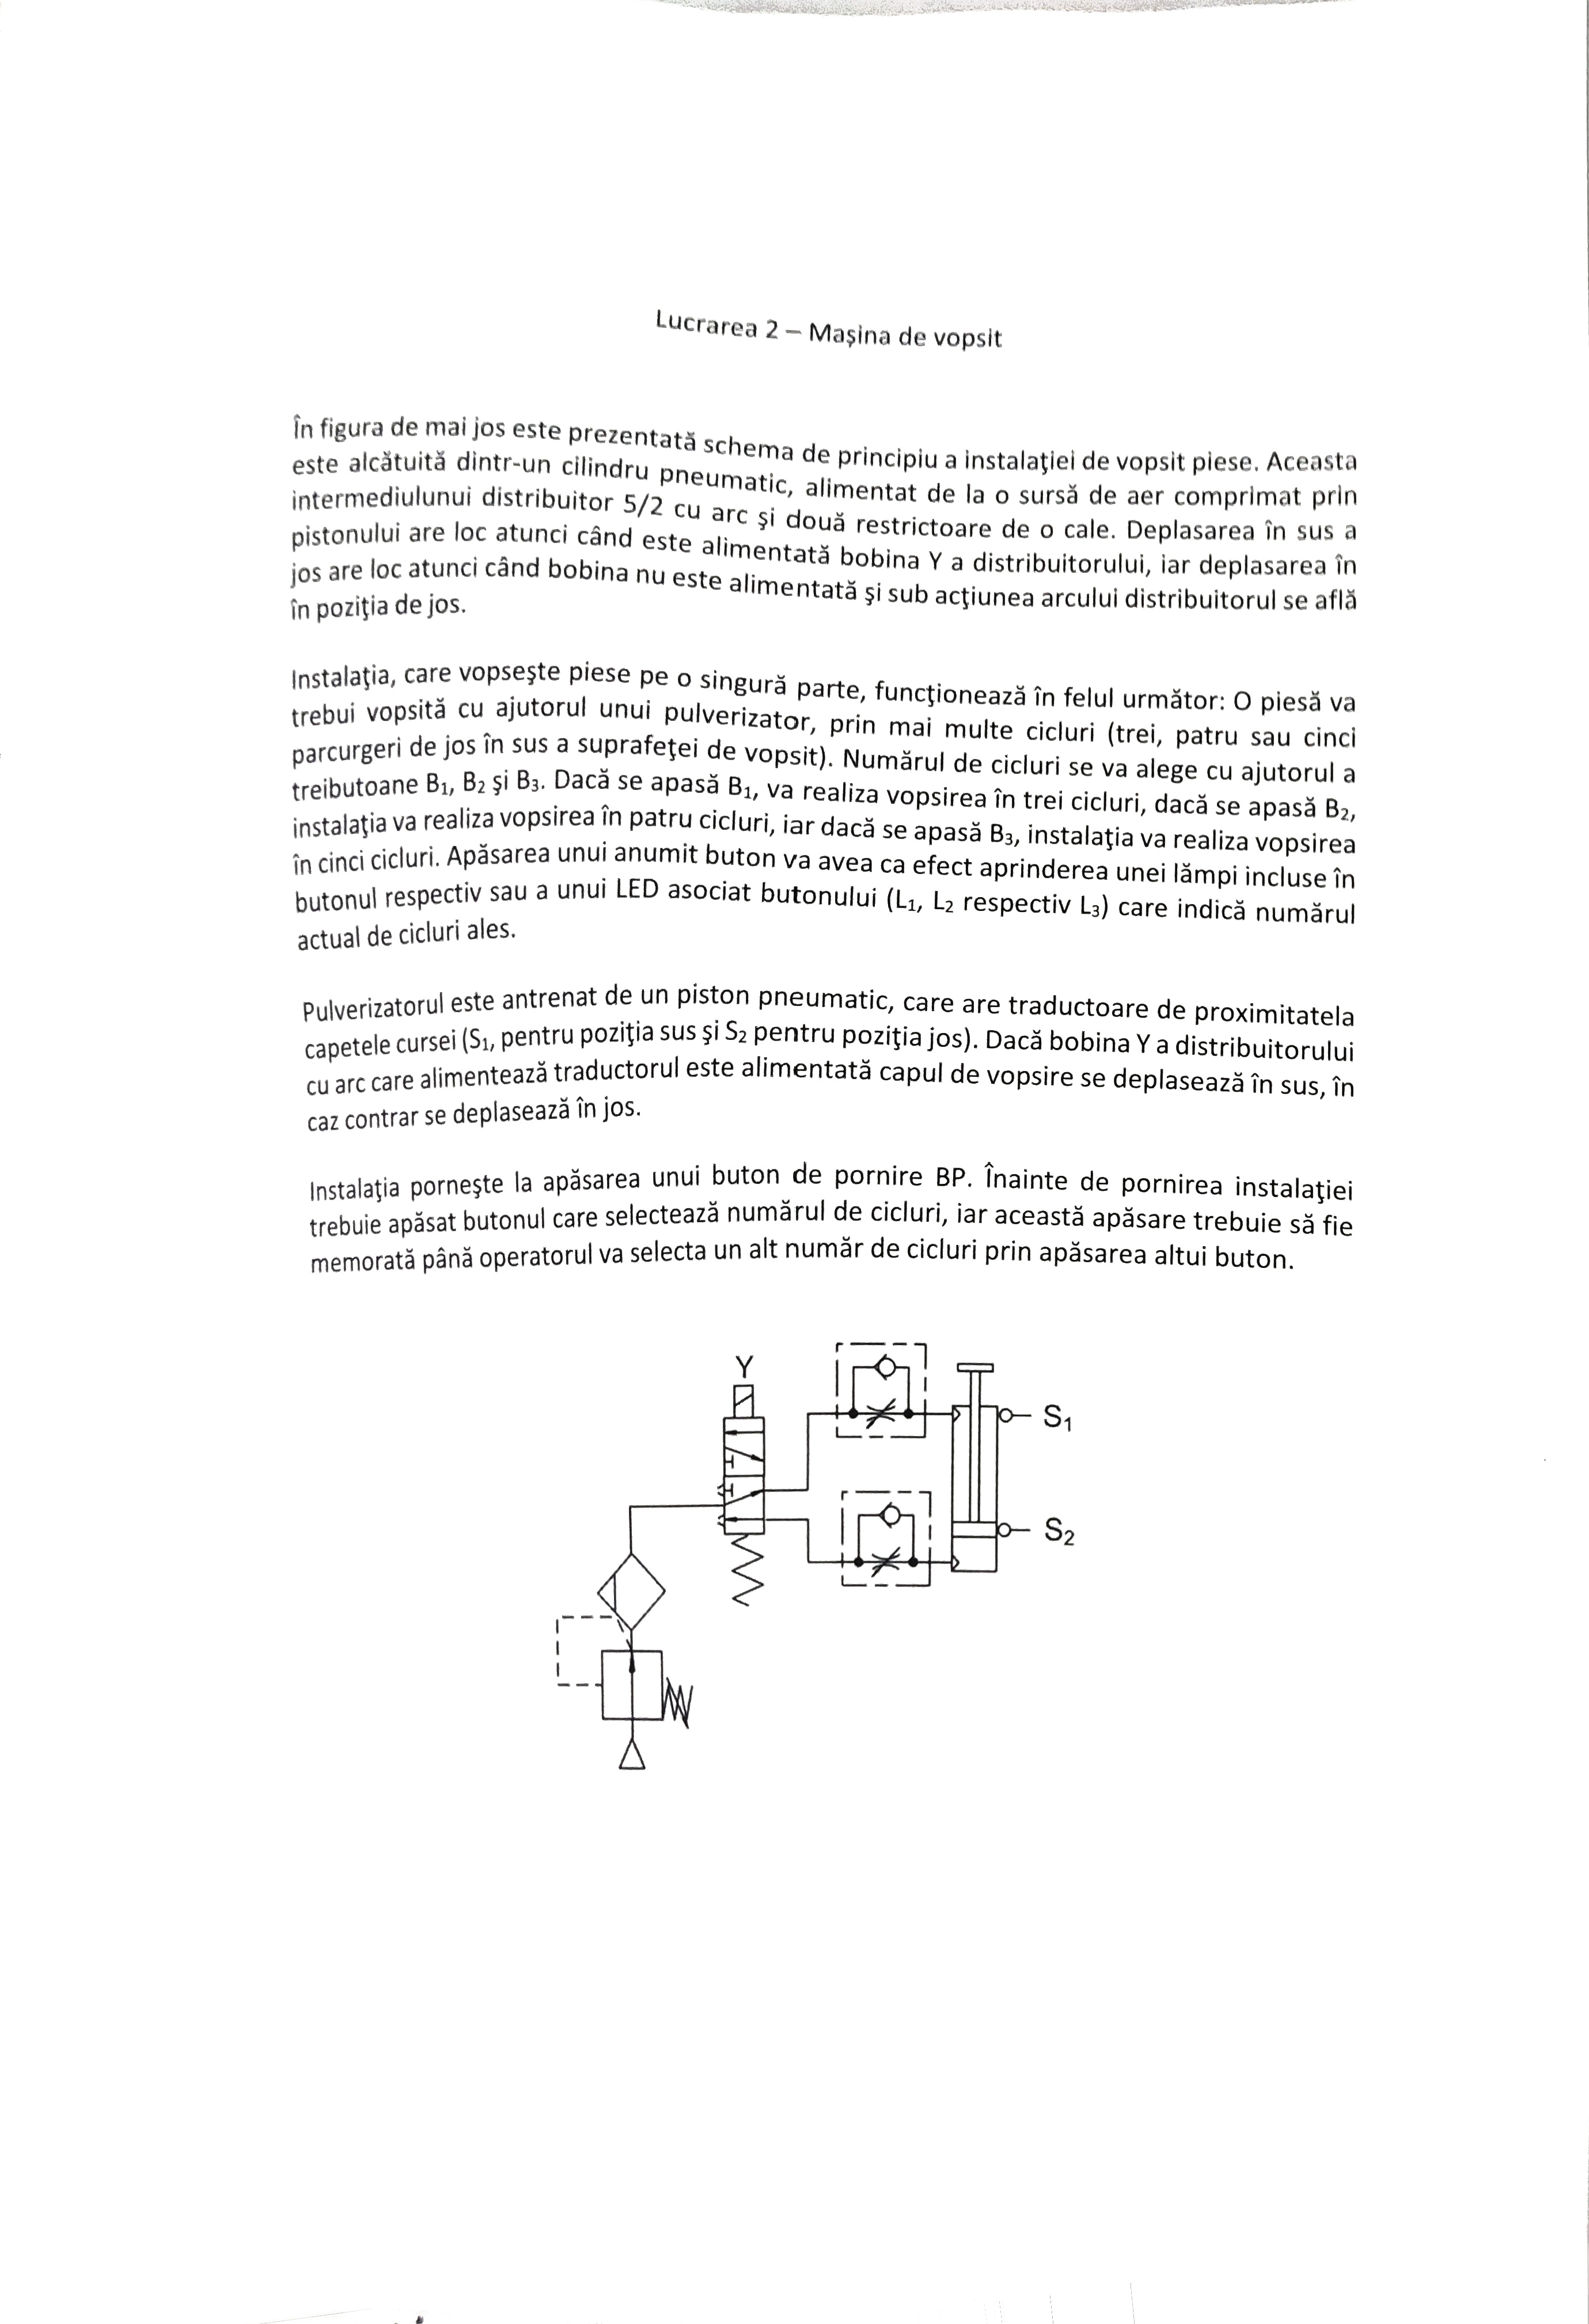 Lucrarea 2 – Maşina de vopsit
În figura de mai jos este prezentată schema de principiu a instalaţiei de vopsit piese. Aceasta
este alcătuită dintr-un cilindru pneumatic, alimentat de la o sursă de aer comprimat prin
intermediulunui distribuitor 5/2 cu arc şi două restrictoare de o cale. Deplasarea în sus a
pistonului are loc atunci când este alimentată bobina Y a distribuitorului, iar deplasarea în
jos are loc atunci când bobina nu este alimentată şi sub acţiunea arcului distribuitorul se află
în poziţia de jos.
Instalaţia, care vopseşte piese pe o singură parte, funcţionează în felul următor: O piesă va
trebui vopsită cu ajutorul unui pulverizator, prin mai multe cicluri (trei, patru sau cinci
parcurgeri de jos în sus a suprafeţei de vopsit). Numărul de cicluri se va alege cu ajutorul a
treibutoane B₁, B₂ şi B₃. Dacă se apasă B₁, va realiza vopsirea în trei cicluri, dacă se apasă B₂,
instalaţia va realiza vopsirea în patru cicluri, iar dacă se apasă B₃, instalaţia va realiza vopsirea
în cinci cicluri. Apăsarea unui anumit buton va avea ca efect aprinderea unei lămpi incluse în
butonul respectiv sau a unui LED asociat butonului (L₁, L₂ respectiv L₃) care indică numărul
actual de cicluri ales.
Pulverizatorul este antrenat de un piston pneumatic, care are traductoare de proximitatela
capetele cursei (S₁, pentru poziţia sus şi S₂ pentru poziţia jos). Dacă bobina Y a distribuitorului
cu arc care alimentează traductorul este alimentată capul de vopsire se deplasează în sus, în
caz contrar se deplasează în jos.
Instalaţia porneşte la apăsarea unui buton de pornire BP. Înainte de pornirea instalaţiei
trebuie apăsat butonul care selectează numărul de cicluri, iar această apăsare trebuie să fie
memorată până operatorul va selecta un alt număr de cicluri prin apăsarea altui buton.
Y
S₁
S₂